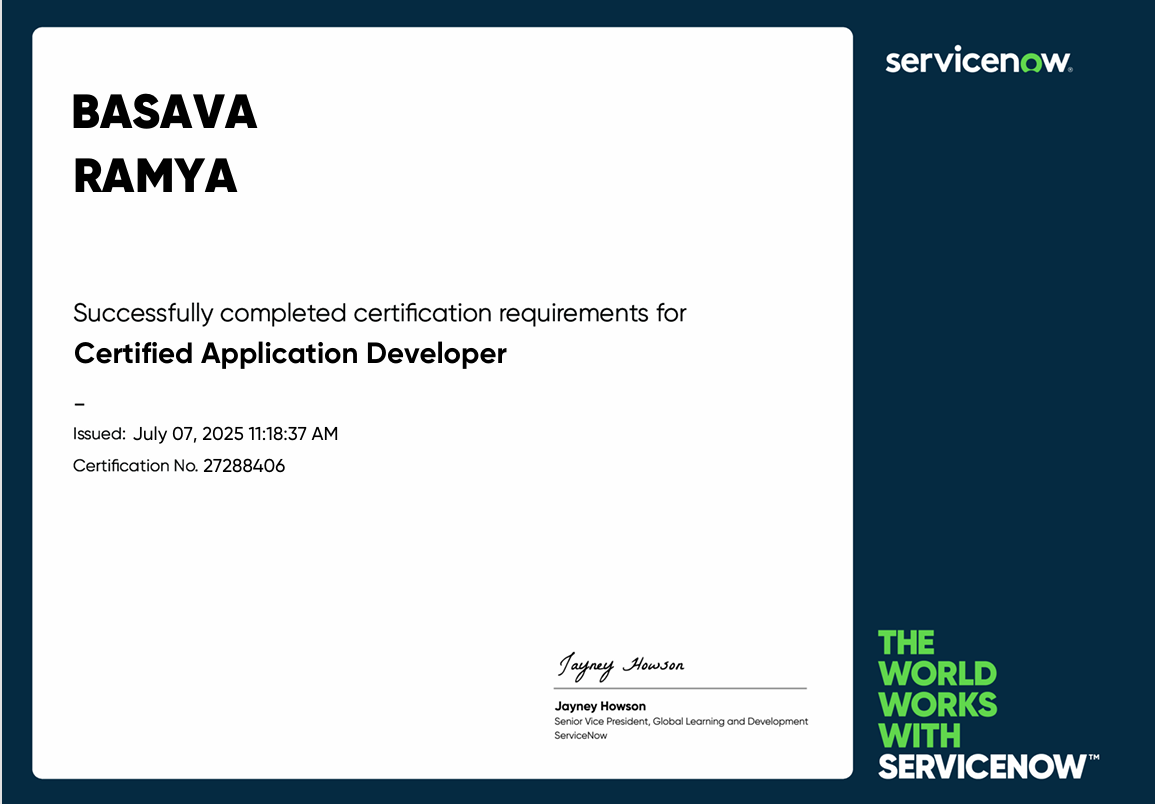 servicenow®
BASAVA
RAMYA
Successfully completed certification requirements for
Certified Application Developer
–
Issued: July 07, 2025 11:18:37 AM
Certification No. 27288406
Jayney Howson
Jayney Howson
Senior Vice President, Global Learning and Development
ServiceNow
THE
WORLD
WORKS
WITH
SERVICENOW™